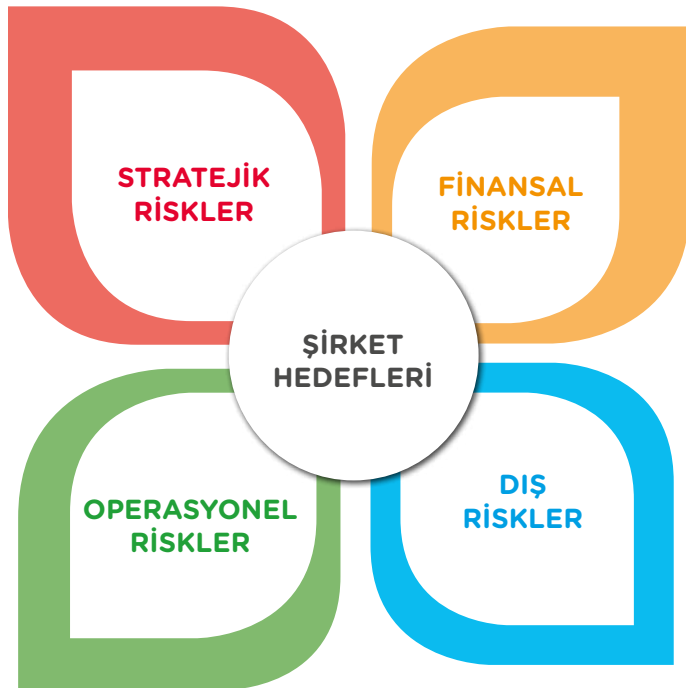 STRATEJİK
RİSKLER
FİNANSAL
RİSKLER
ŞİRKET
HEDEFLERİ
OPERASYONEL
RİSKLER
DIŞ
RİSKLER